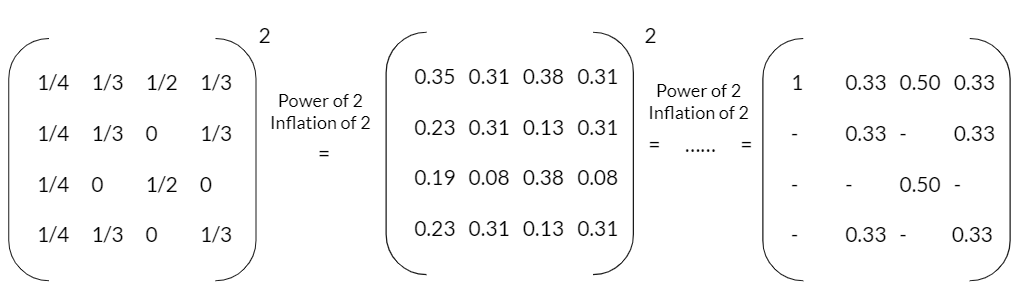 2
1/4 1/3 1/2 1/3
1/4 1/3 0 1/3
1/4 0 1/2 0
1/4 1/3 0 1/3
Power of 2
Inflation of 2
=
2
0.35 0.31 0.38 0.31
0.23 0.31 0.13 0.31
0.19 0.08 0.38 0.08
0.23 0.31 0.13 0.31
Power of 2
Inflation of 2
= ...... =
1 0.33 0.50 0.33
- 0.33 - 0.33
- - 0.50 -
- 0.33 - 0.33